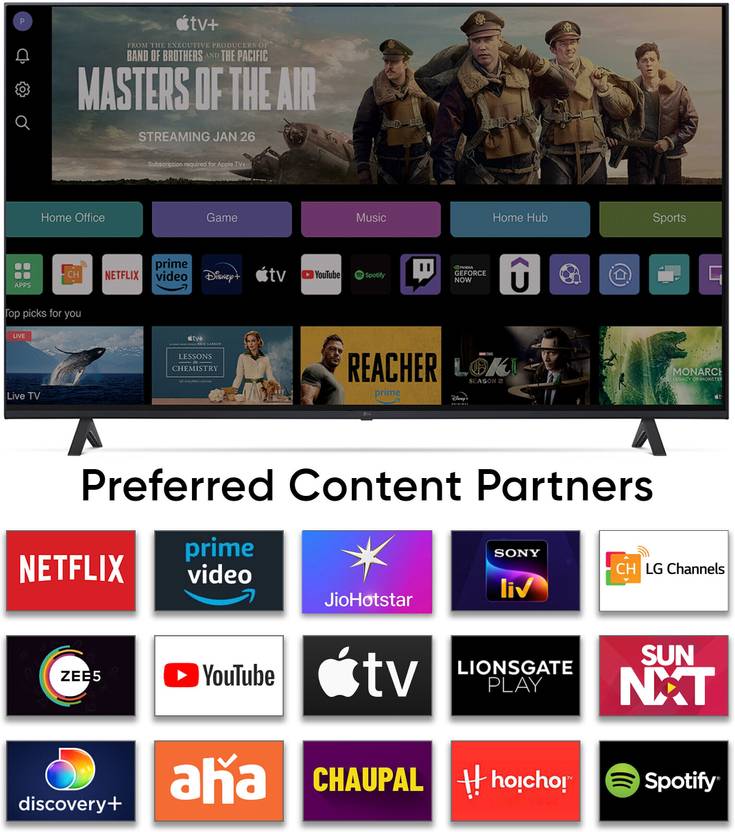 P
tv+
FROM THE EXECUTIVE PRODUCERS OF
BAND OF BROTHERS AND THE PACIFIC
MASTERS OF THE AIR
STREAMING JAN 26
Subscription required for Apple TV+
Home Office
Game
Music
Home Hub
Sports
APPS
CH
NETFLIX
prime video
Disney+
tv
YouTube
Spotify
NVIDIA GEFORCE NOW
Top picks for you
LIVE
Live TV
tv+
LESSONS
IN
CHEMISTRY
REACHER
prime
LOKI
SEASON 2
Disney+
MONARCH
LEGACY OF MONSTERS
LG
Preferred Content Partners
NETFLIX
prime video
JioHotstar
SONY liv
CH LG Channels
ZEE5
YouTube
tv
LIONSGATE PLAY
SUN NXT
discovery+
aha
CHAUPAL
hoichoi TV
Spotify